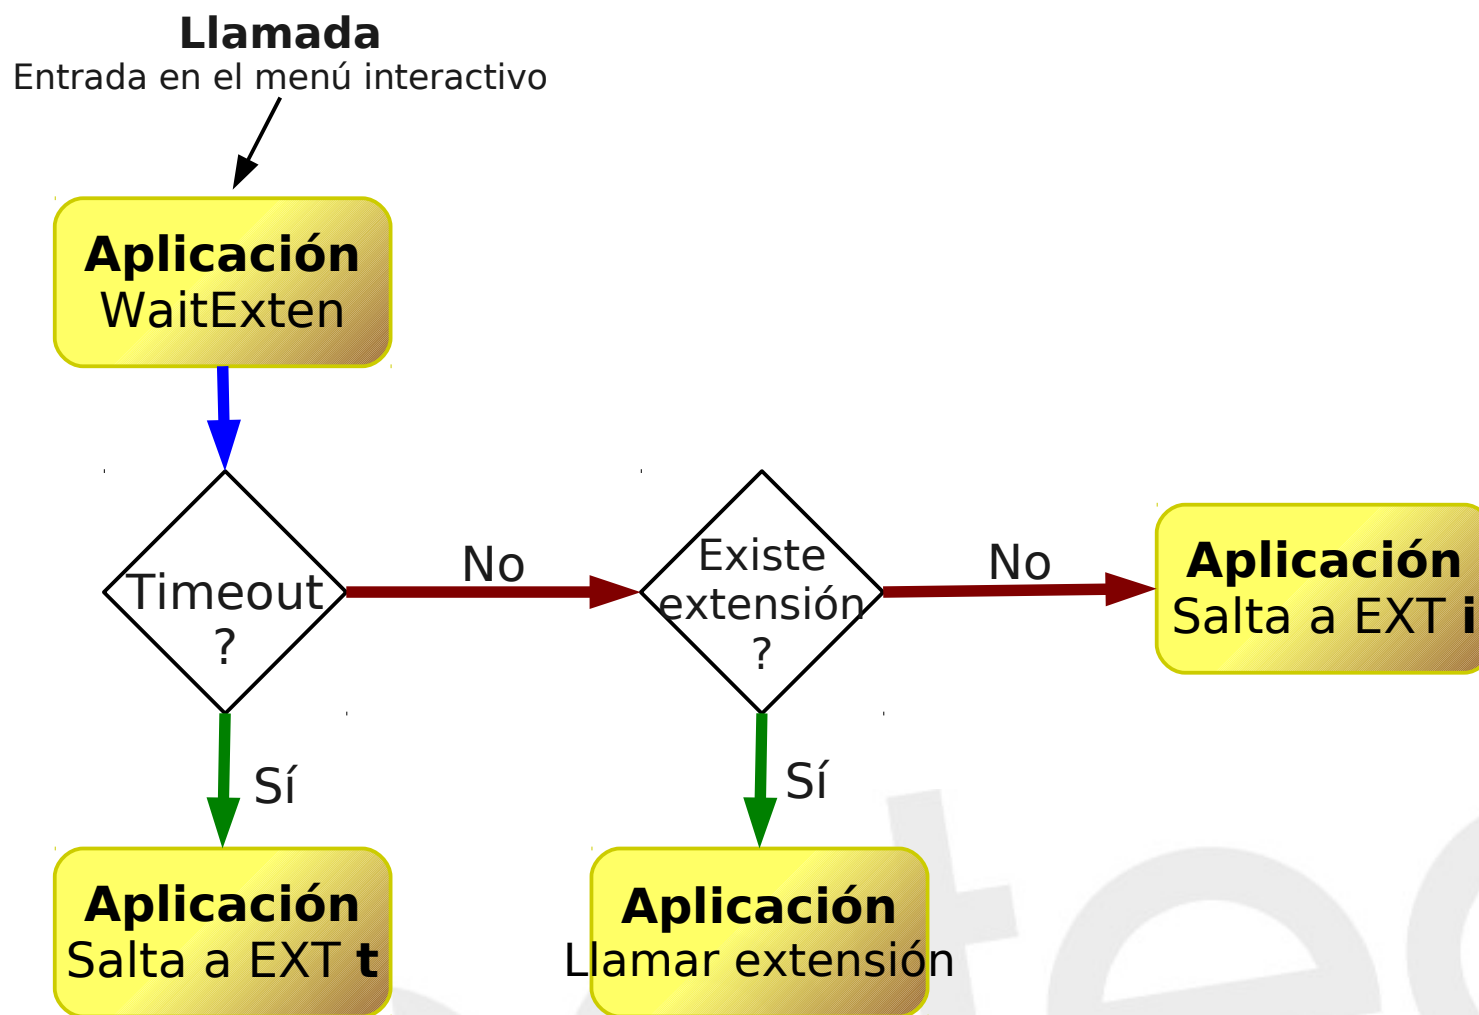 Llamada
Entrada en el menú interactivo
Aplicación
WaitExten
Timeout
?
No
Existe
extensión
?
No
Aplicación
Salta a EXT i
Sí
Sí
Aplicación
Salta a EXT t
Aplicación
Llamar extensión